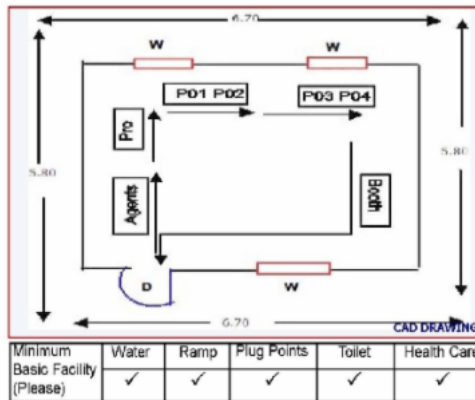 6.70
W W
P01 P02 P03 P04
Pro
5.80 5.80
Agents
Booth
D
W
6.70
CAD DRAWING
Minimum Basic Facility (Please) Water Ramp Plug Points Toilet Health Care
✓ ✓ ✓ ✓ ✓